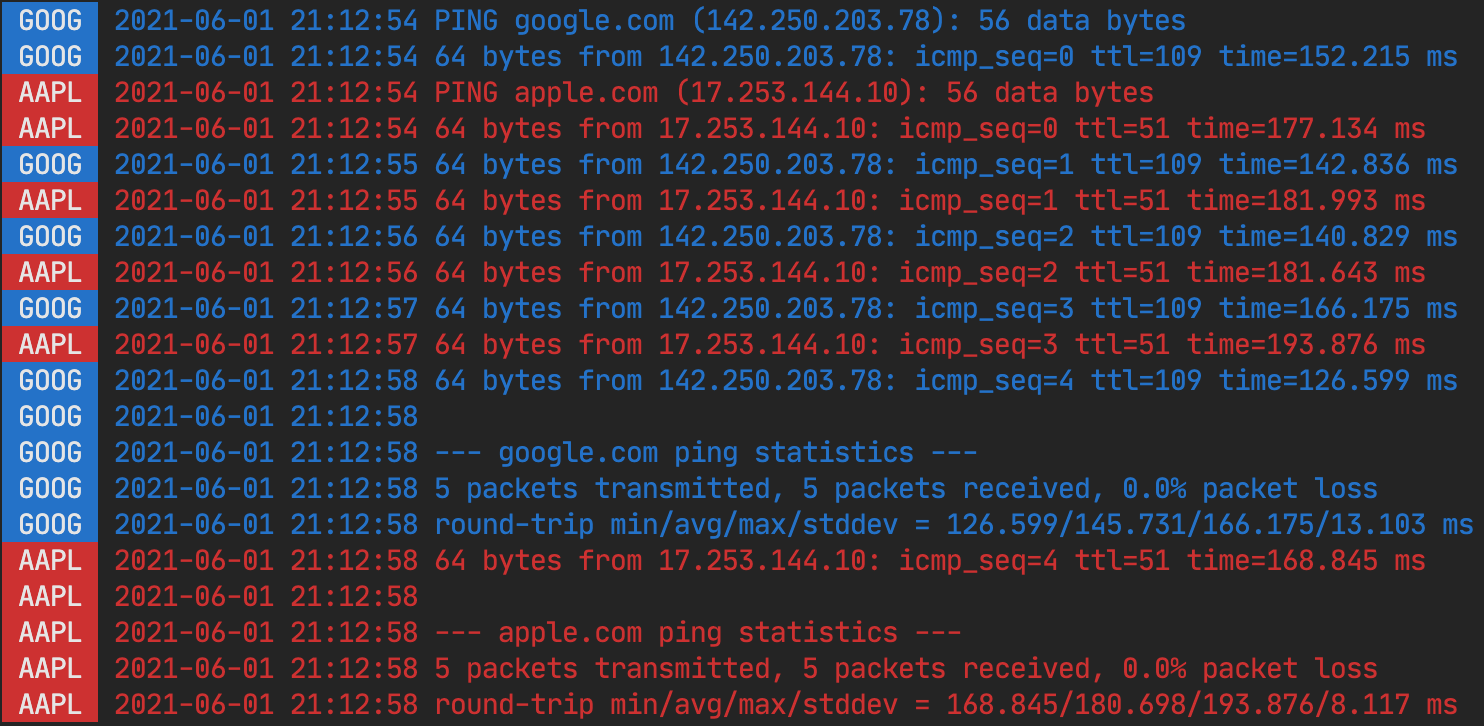 GOOG 2021-06-01 21:12:54 PING google.com (142.250.203.78): 56 data bytes
GOOG 2021-06-01 21:12:54 64 bytes from 142.250.203.78: icmp_seq=0 ttl=109 time=152.215 ms
AAPL 2021-06-01 21:12:54 PING apple.com (17.253.144.10): 56 data bytes
AAPL 2021-06-01 21:12:54 64 bytes from 17.253.144.10: icmp_seq=0 ttl=51 time=177.134 ms
GOOG 2021-06-01 21:12:55 64 bytes from 142.250.203.78: icmp_seq=1 ttl=109 time=142.836 ms
AAPL 2021-06-01 21:12:55 64 bytes from 17.253.144.10: icmp_seq=1 ttl=51 time=181.993 ms
GOOG 2021-06-01 21:12:56 64 bytes from 142.250.203.78: icmp_seq=2 ttl=109 time=140.829 ms
AAPL 2021-06-01 21:12:56 64 bytes from 17.253.144.10: icmp_seq=2 ttl=51 time=181.643 ms
GOOG 2021-06-01 21:12:57 64 bytes from 142.250.203.78: icmp_seq=3 ttl=109 time=166.175 ms
AAPL 2021-06-01 21:12:57 64 bytes from 17.253.144.10: icmp_seq=3 ttl=51 time=193.876 ms
GOOG 2021-06-01 21:12:58 64 bytes from 142.250.203.78: icmp_seq=4 ttl=109 time=126.599 ms
GOOG 2021-06-01 21:12:58
GOOG 2021-06-01 21:12:58 --- google.com ping statistics ---
GOOG 2021-06-01 21:12:58 5 packets transmitted, 5 packets received, 0.0% packet loss
GOOG 2021-06-01 21:12:58 round-trip min/avg/max/stddev = 126.599/145.731/166.175/13.103 ms
AAPL 2021-06-01 21:12:58 64 bytes from 17.253.144.10: icmp_seq=4 ttl=51 time=168.845 ms
AAPL 2021-06-01 21:12:58
AAPL 2021-06-01 21:12:58 --- apple.com ping statistics ---
AAPL 2021-06-01 21:12:58 5 packets transmitted, 5 packets received, 0.0% packet loss
AAPL 2021-06-01 21:12:58 round-trip min/avg/max/stddev = 168.845/180.698/193.876/8.117 ms